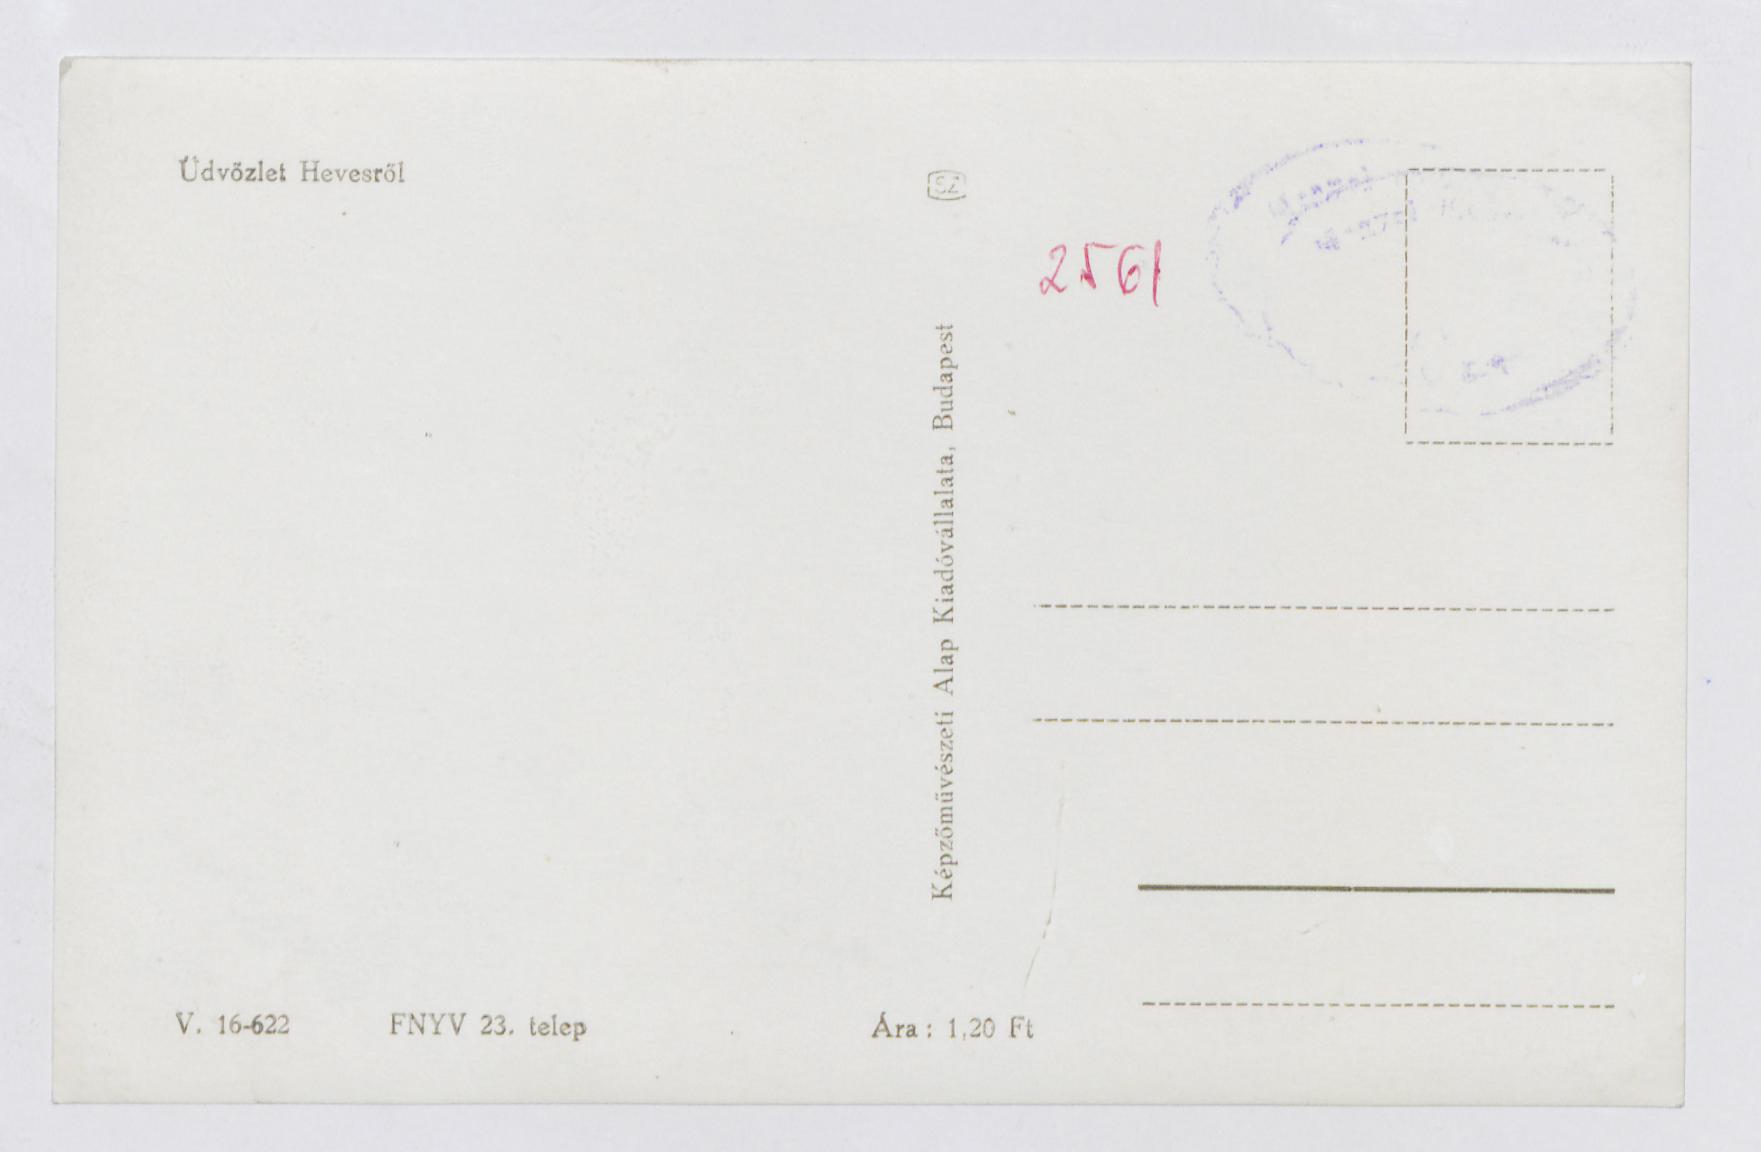 Üdvözlet Hevesről
SZ
2561
Képzőművészeti Alap Kiadóvállalata, Budapest
V. 16-622 FNYV 23. telep Ára: 1,20 Ft